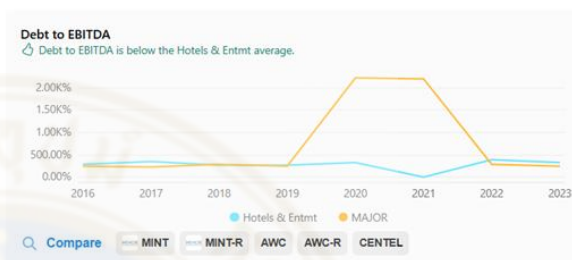 Debt to EBITDA
Debt to EBITDA is below the Hotels & Entmt average.
2.00K%
1.50K%
1.00K%
500.00%
0.00%
2016 2017 2018 2019 2020 2021 2022 2023
Hotels & Entmt MAJOR
Compare MINT MINT-R AWC AWC-R CENTEL